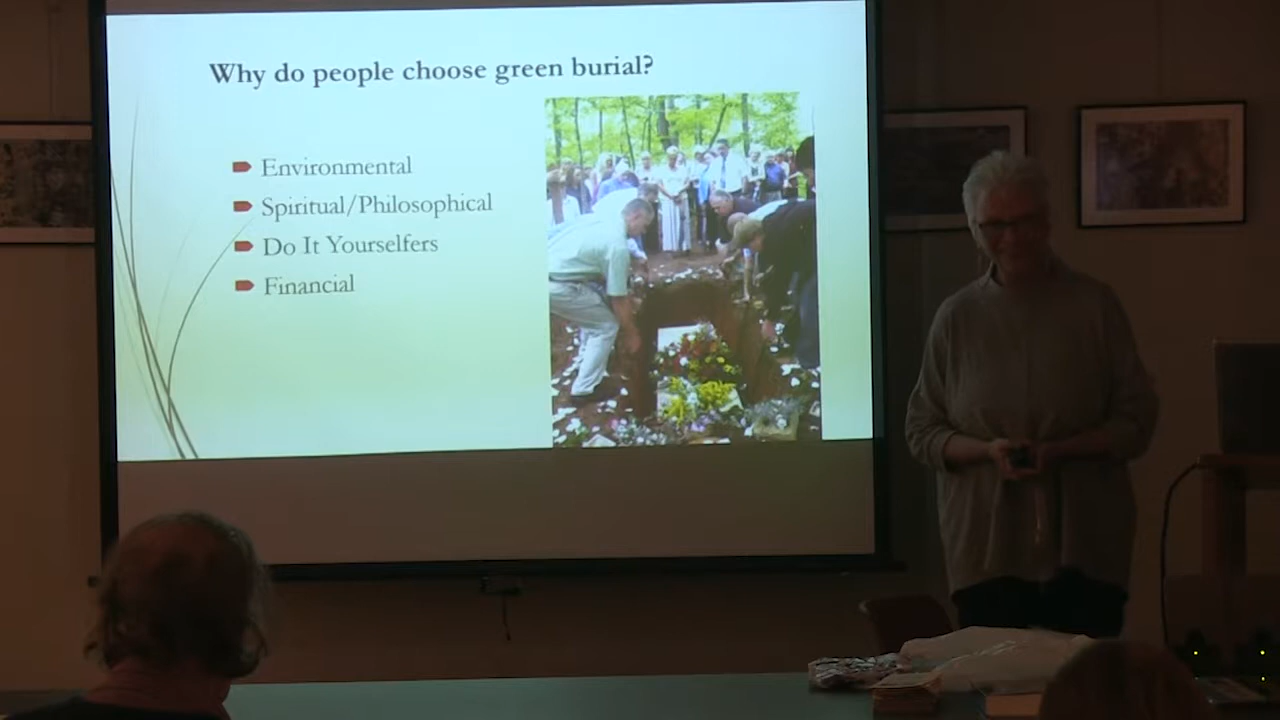 Why do people choose green burial?
Environmental
Spiritual/Philosophical
Do It Yourselfers
Financial